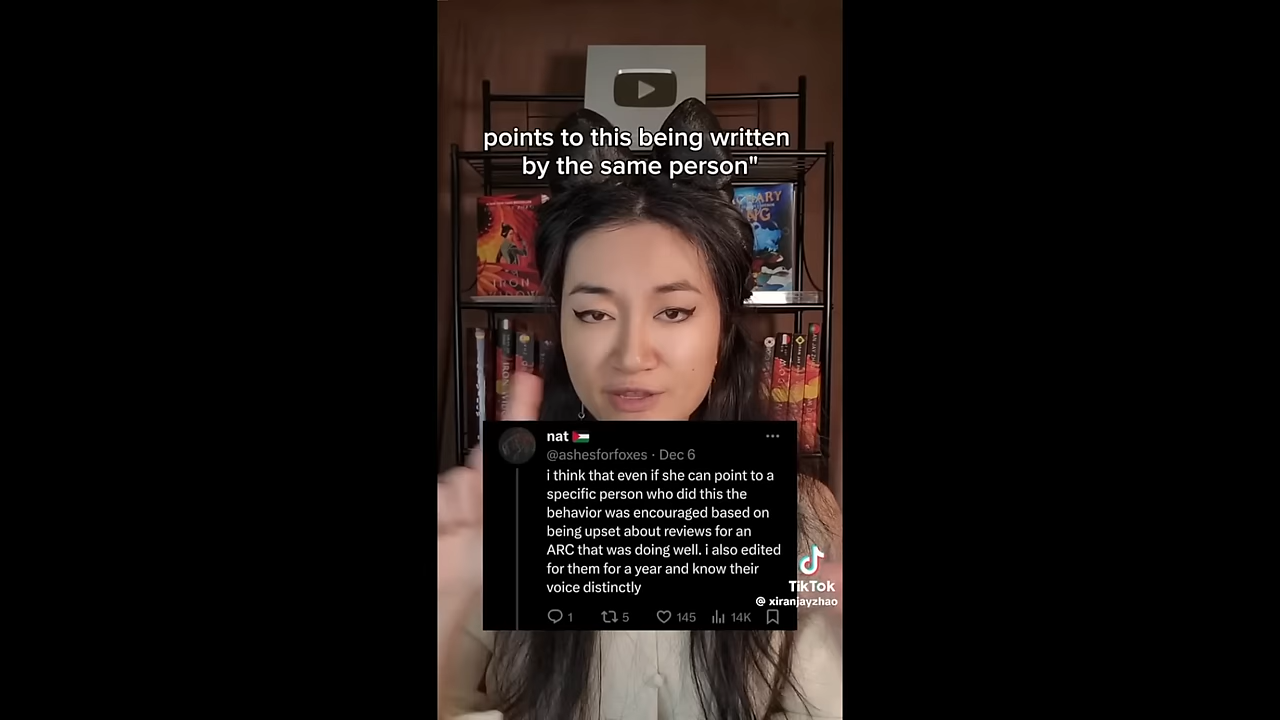 points to this being written
by the same person"
IRON
nat
@ashesforfoxes · Dec 6
i think that even if she can point to a
specific person who did this the
behavior was encouraged based on
being upset about reviews for an
ARC that was doing well. i also edited
for them for a year and know their
voice distinctly
1 5 145 14K
TikTok
@ xiranjayzhao